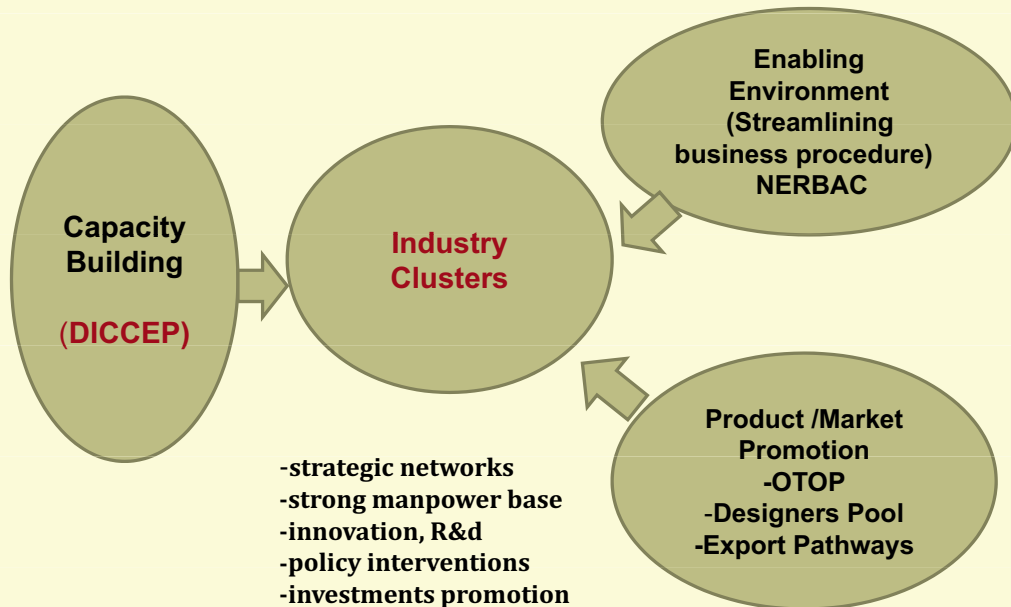 Capacity
Building
(DICCEP)
Industry
Clusters
Enabling
Environment
(Streamlining
business procedure)
NERBAC
Product /Market
Promotion
-OTOP
-Designers Pool
-Export Pathways
-strategic networks
-strong manpower base
-innovation, R&d
-policy interventions
-investments promotion